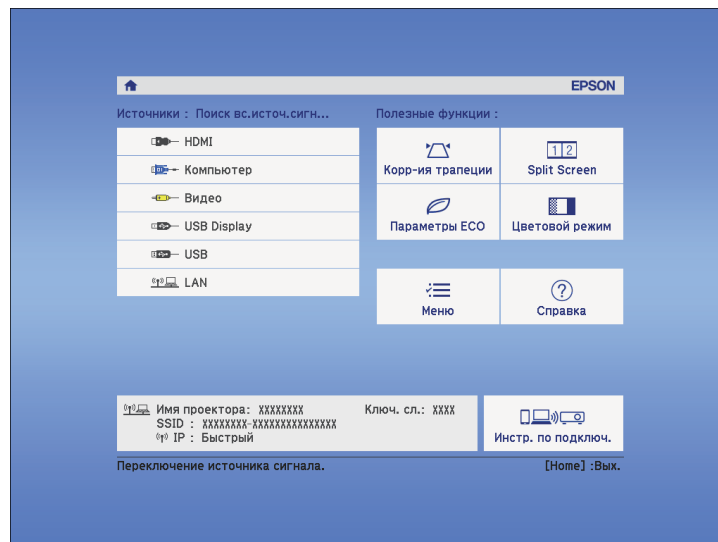 EPSON
Источники : Поиск вс.источ.сигн...
HDMI
Компьютер
Видео
USB Display
USB
LAN
Полезные функции :
Корр-ия трапеции
1 2
Split Screen
Параметры ECO
Цветовой режим
Меню
?
Справка
Имя проектора: XXXXXXXX Ключ. сл.: XXXX
SSID : XXXXXXXX-XXXXXXXXXXXXXXX
IP : Быстрый
Инстр. по подключ.
Переключение источника сигнала. [Home] :Вых.